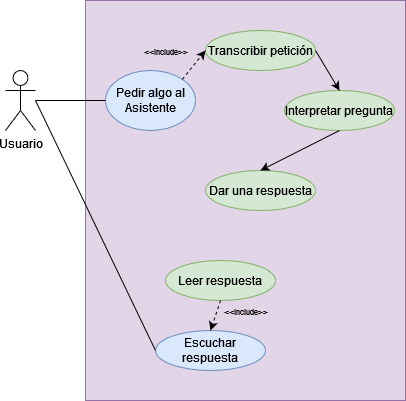 <<include>>
Transcribir petición
Pedir algo al
Asistente
Interpretar pregunta
Usuario
Dar una respuesta
Leer respuesta
<<include>>
Escuchar
respuesta